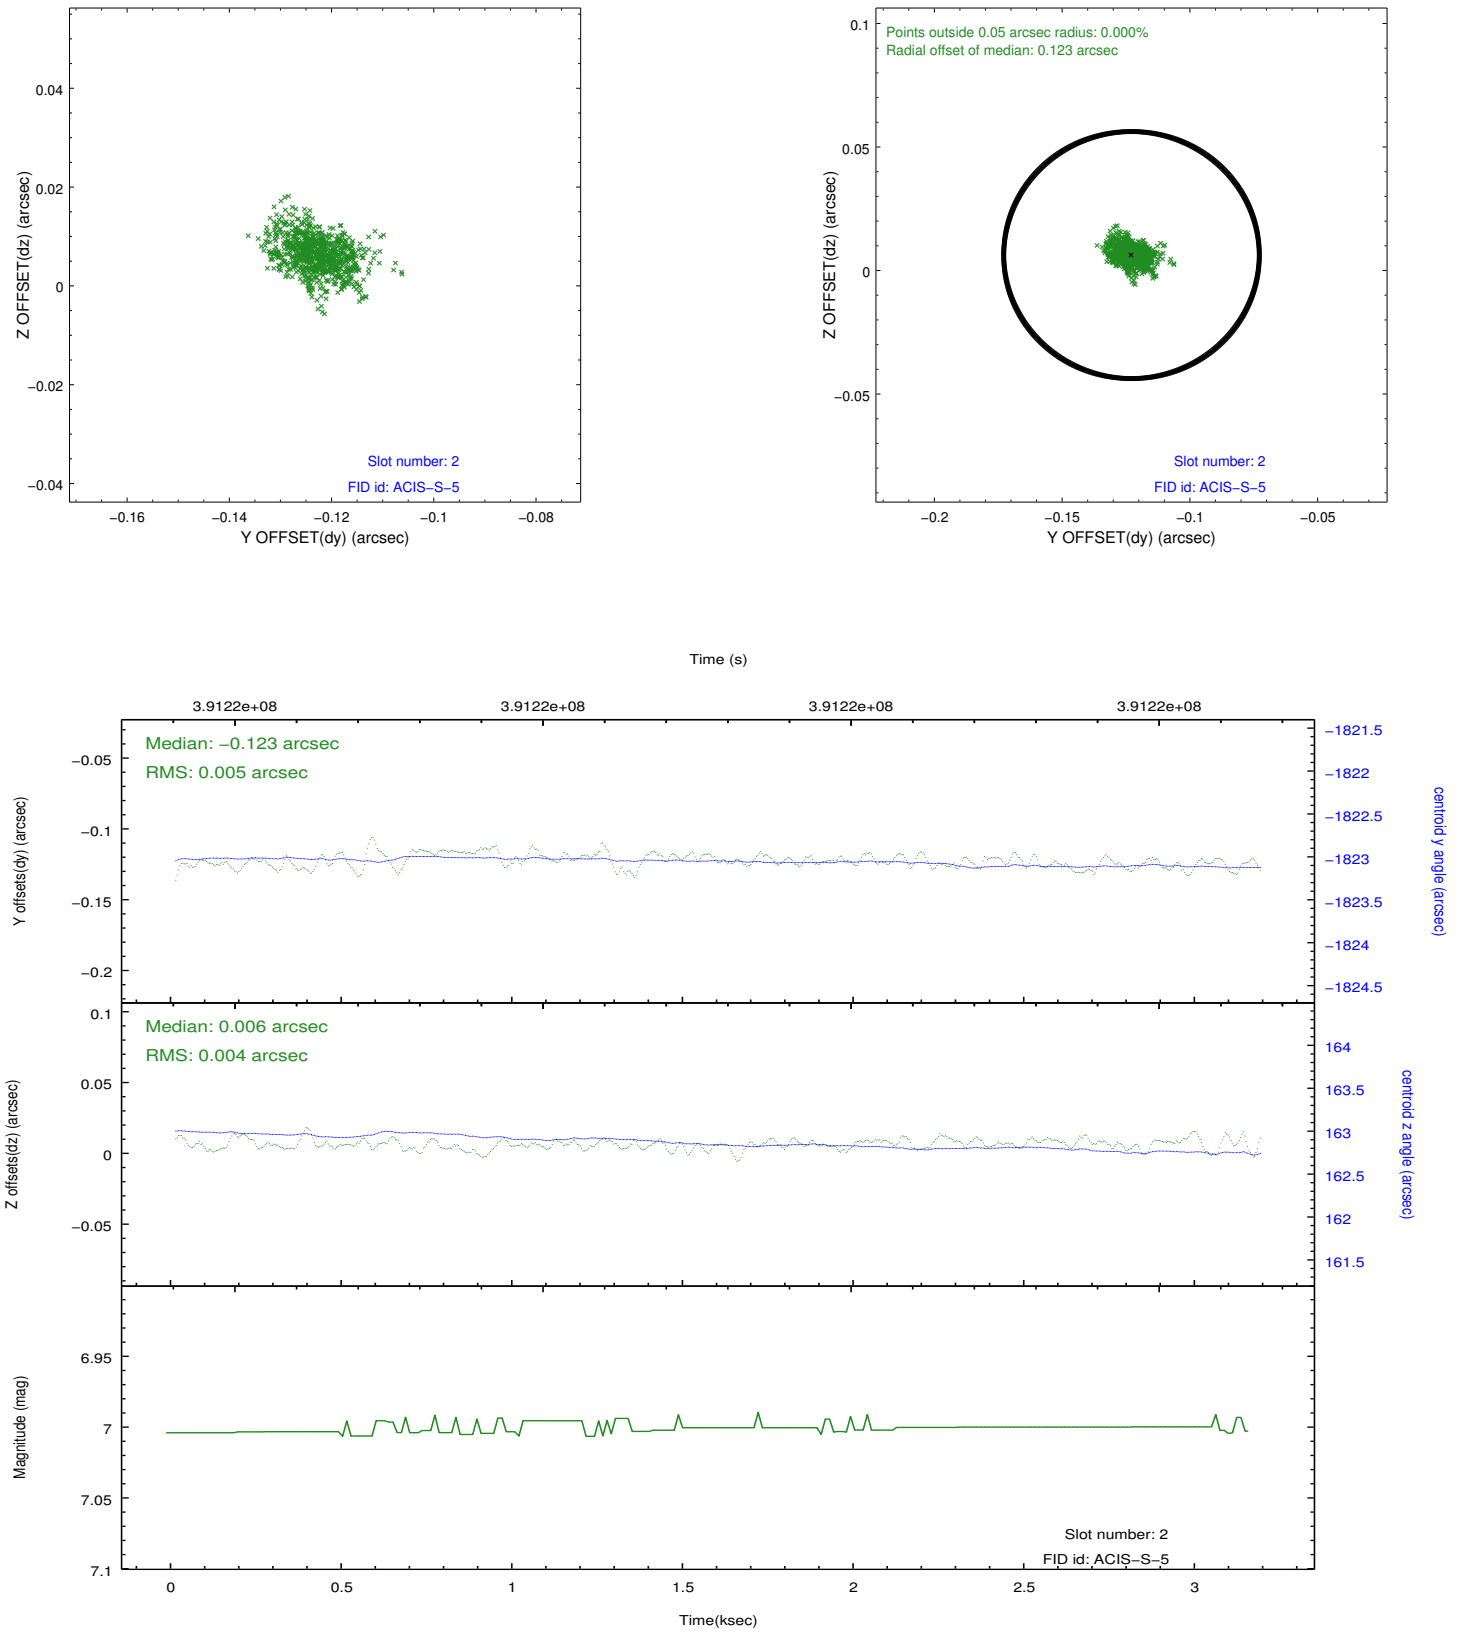 0.04
0.02
0
−0.02
−0.04
Z OFFSET(dz) (arcsec)
Slot number: 2
FID id: ACIS−S−5
−0.16 −0.14 −0.12 −0.1 −0.08
Y OFFSET(dy) (arcsec)
Points outside 0.05 arcsec radius: 0.000%
Radial offset of median: 0.123 arcsec
0.1
0.05
0
−0.05
Z OFFSET(dz) (arcsec)
Slot number: 2
FID id: ACIS−S−5
−0.2 −0.15 −0.1 −0.05
Y OFFSET(dy) (arcsec)
Time (s)
3.9122e+08 3.9122e+08 3.9122e+08 3.9122e+08
Median: −0.123 arcsec
RMS: 0.005 arcsec
−0.05
−0.1
−0.15
−0.2
Y offsets(dy) (arcsec)
−1821.5
−1822
−1822.5
−1823
−1823.5
−1824
−1824.5
centroid y angle (arcsec)
Median: 0.006 arcsec
RMS: 0.004 arcsec
0.1
0.05
0
−0.05
Z offsets(dz) (arcsec)
164
163.5
163
162.5
162
161.5
centroid z angle (arcsec)
6.95
7
7.05
7.1
Magnitude (mag)
Slot number: 2
FID id: ACIS−S−5
0 0.5 1 1.5 2 2.5 3
Time(ksec)